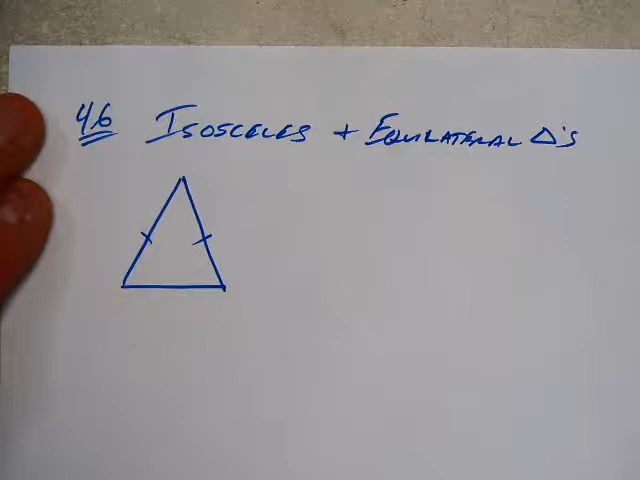 4.6 ISOSCELES + EQUILATERAL Δ'S